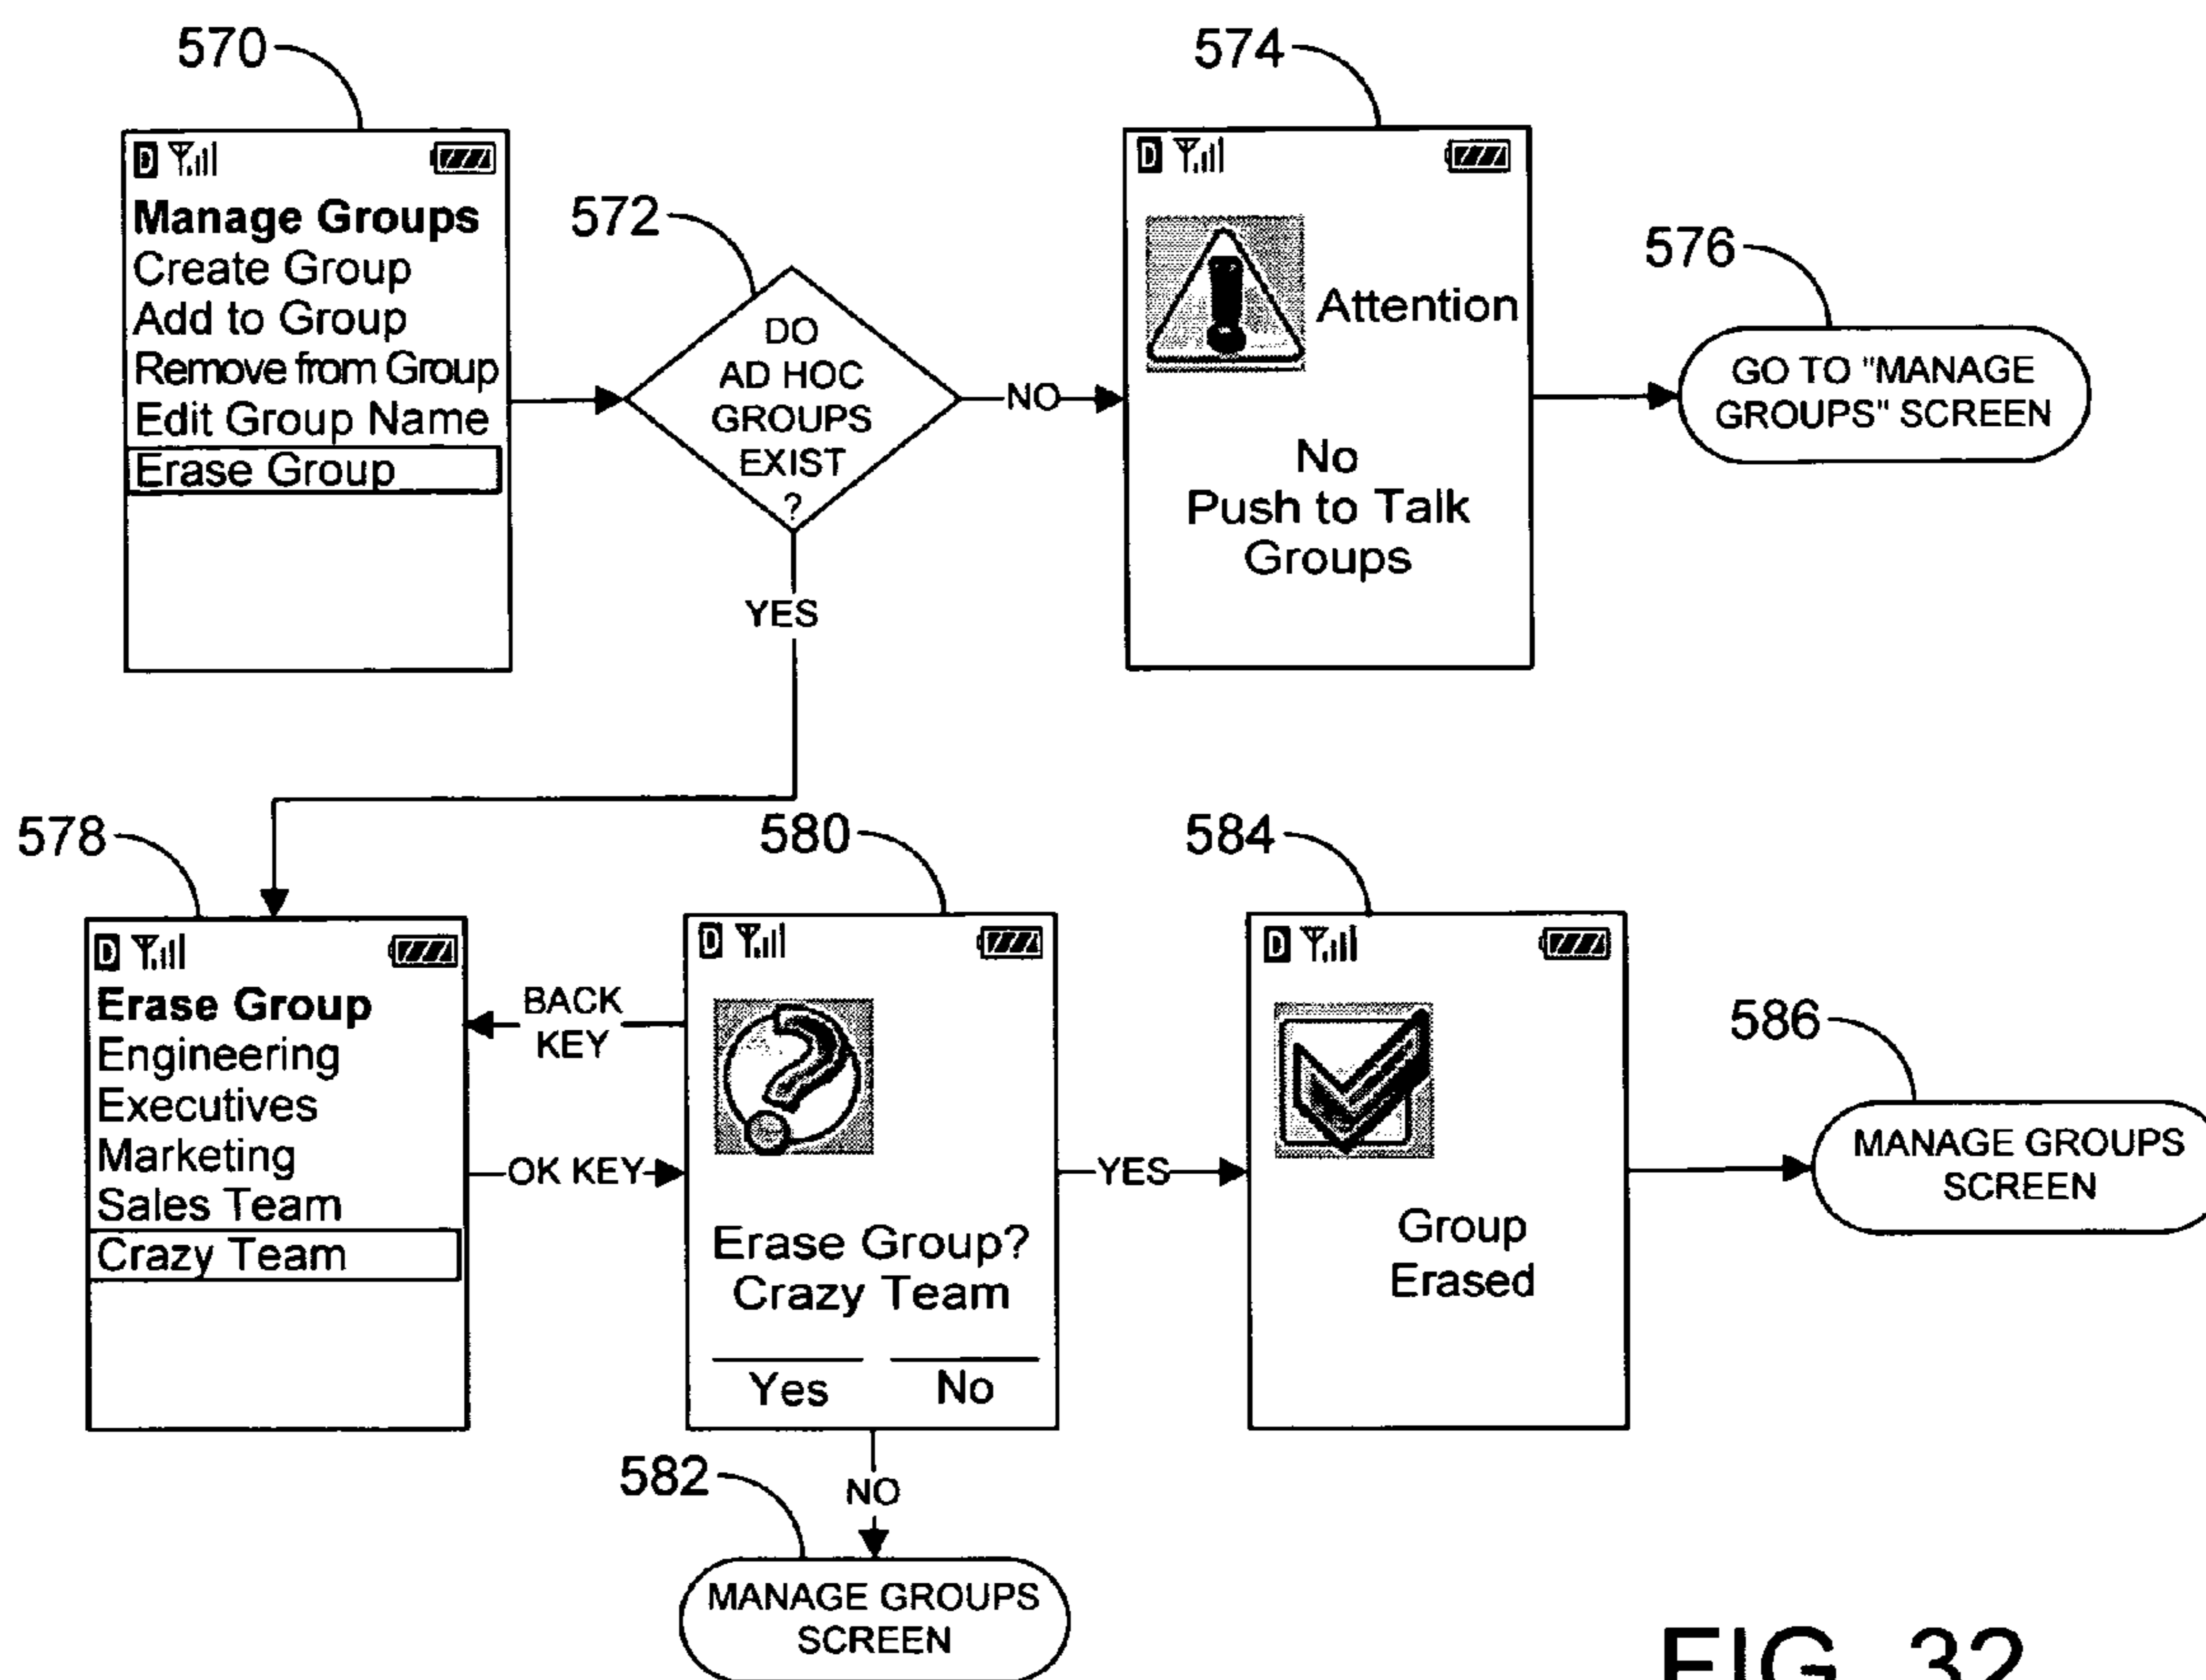 570
D
Manage Groups
Create Group
Add to Group
Remove from Group
Edit Group Name
Erase Group
572
DO
AD HOC
GROUPS
EXIST
?
NO
YES
574
D
Attention
No
Push to Talk
Groups
576
GO TO "MANAGE
GROUPS" SCREEN
578
D
Erase Group
Engineering
Executives
Marketing
Sales Team
Crazy Team
BACK
KEY
OK KEY
580
D
Erase Group?
Crazy Team
Yes No
YES
NO
582
MANAGE GROUPS
SCREEN
584
D
Group
Erased
586
MANAGE GROUPS
SCREEN
FIG. 32